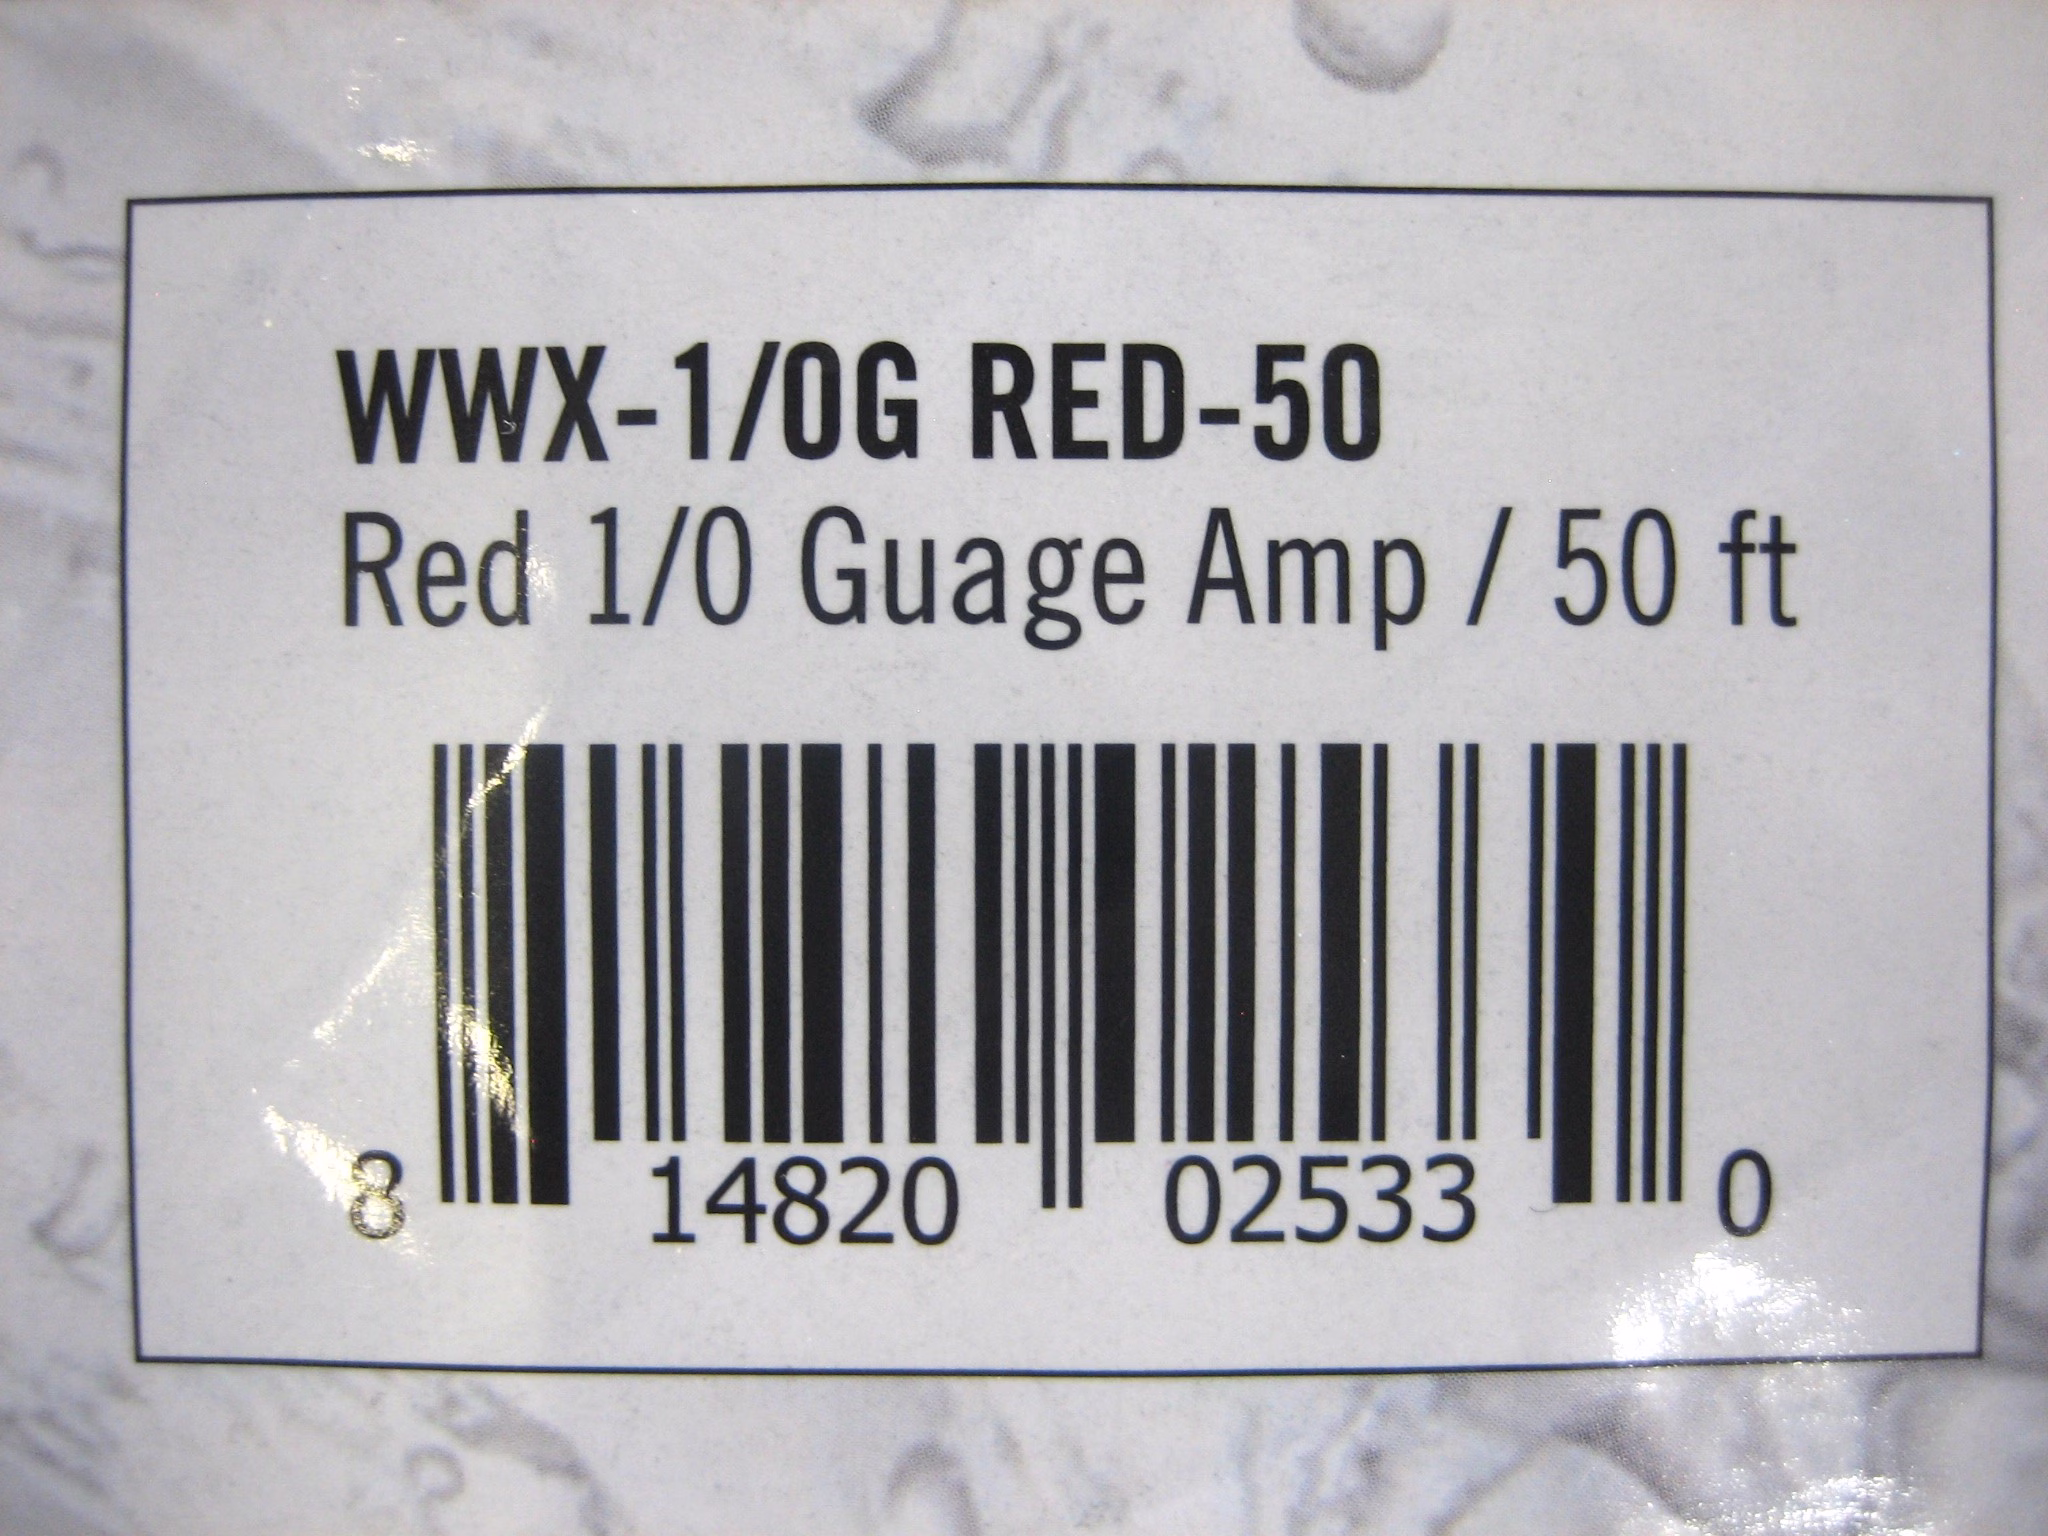 WWX-1/0G RED-50
Red 1/0 Guage Amp / 50 ft
8 14820 02533 0